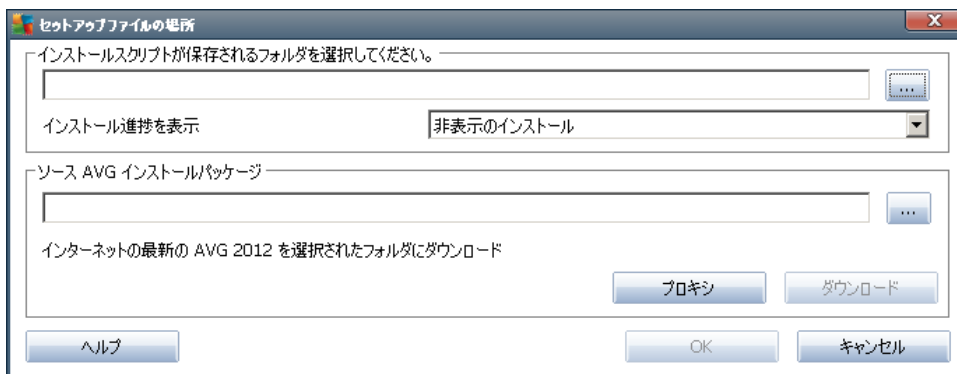 セットアップファイルの場所
インストールスクリプトが保存されるフォルダを選択してください。
...
インストール進捗を表示
非表示のインストール
ソース AVG インストールパッケージ
...
インターネットの最新の AVG 2012 を選択されたフォルダにダウンロード
プロキシ
ダウンロード
ヘルプ
OK
キャンセル